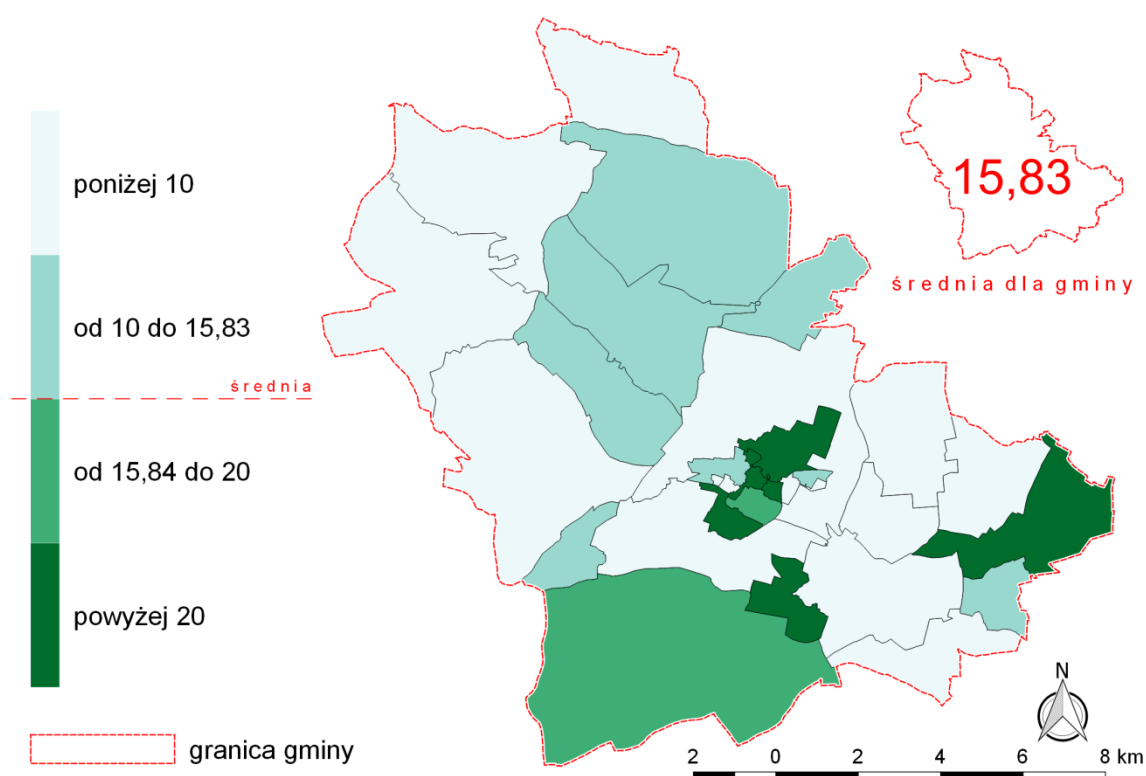 poniżej 10
od 10 do 15,83
średnia
od 15,84 do 20
powyżej 20
granica gminy
15,83
średnia dla gminy
N
2 0 2 4 6 8 km